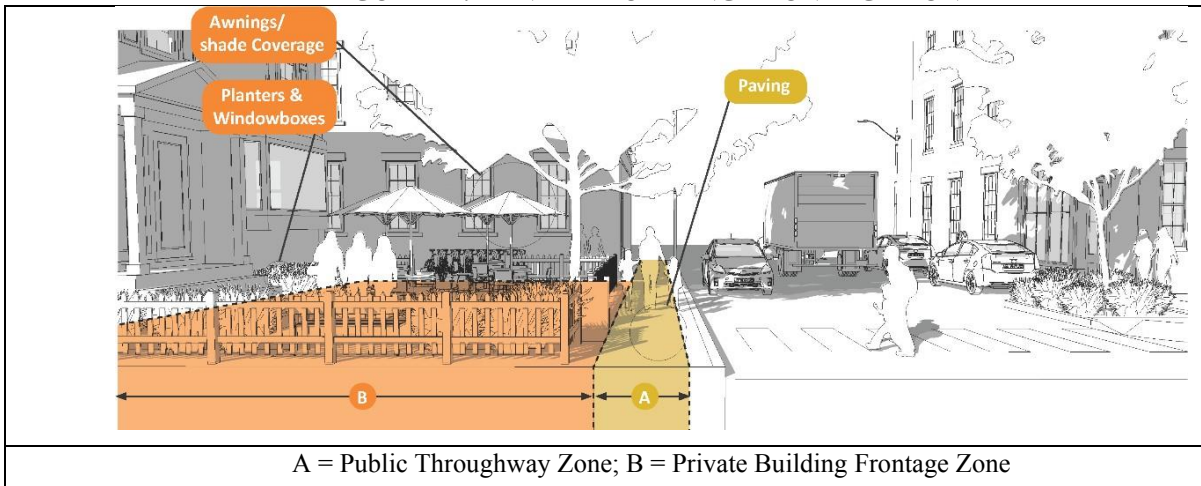 Awnings/
shade Coverage
Planters &
Windowboxes
Paving
B
A
A = Public Throughway Zone; B = Private Building Frontage Zone